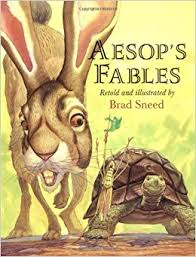 AESOP'S
FABLES
Retold and illustrated by
Brad Sneed